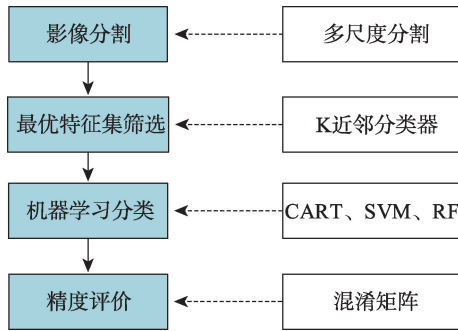 影像分割
多尺度分割
最优特征集筛选
K近邻分类器
机器学习分类
CART、SVM、RF
精度评价
混淆矩阵